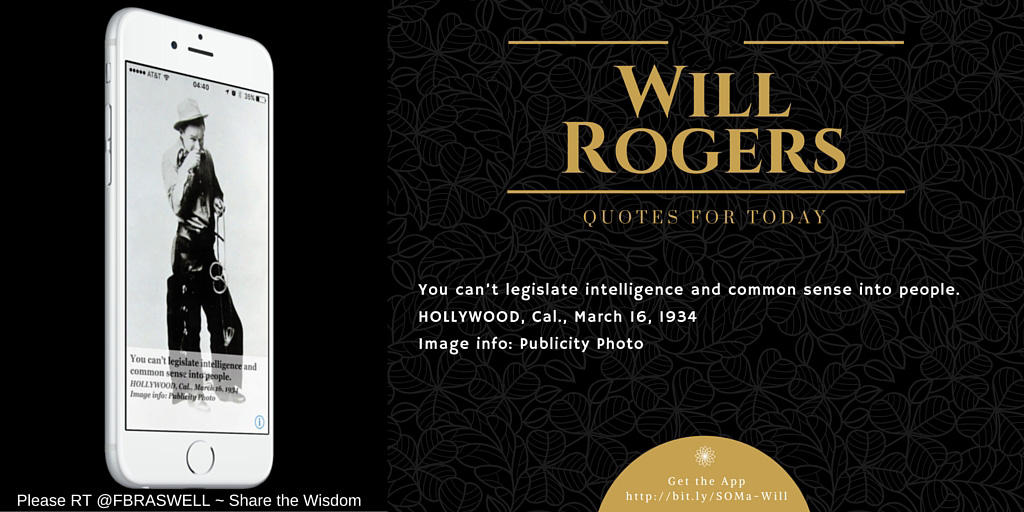 AT&T
04:40
35%
You can't legislate intelligence and
common sense into people.
HOLLYWOOD, Cal., March 16, 1934
Image info: Publicity Photo
Please RT @FBRASWELL ~ Share the Wisdom
WILL
ROGERS
QUOTES FOR TODAY
You can't legislate intelligence and common sense into people.
HOLLYWOOD, Cal., March 16, 1934
Image info: Publicity Photo
Get the App
http://bit.ly/SOMa-Will